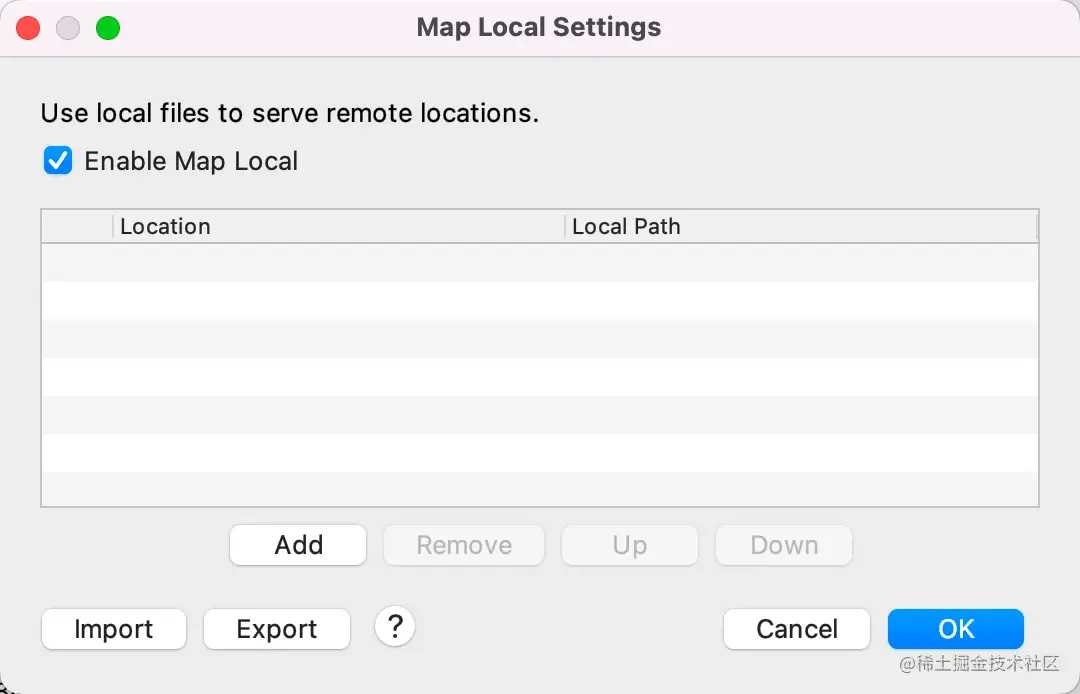 Map Local Settings
Use local files to serve remote locations.
Enable Map Local
Location Local Path
Add Remove Up Down
Import Export ? Cancel OK
@稀土掘金技术社区